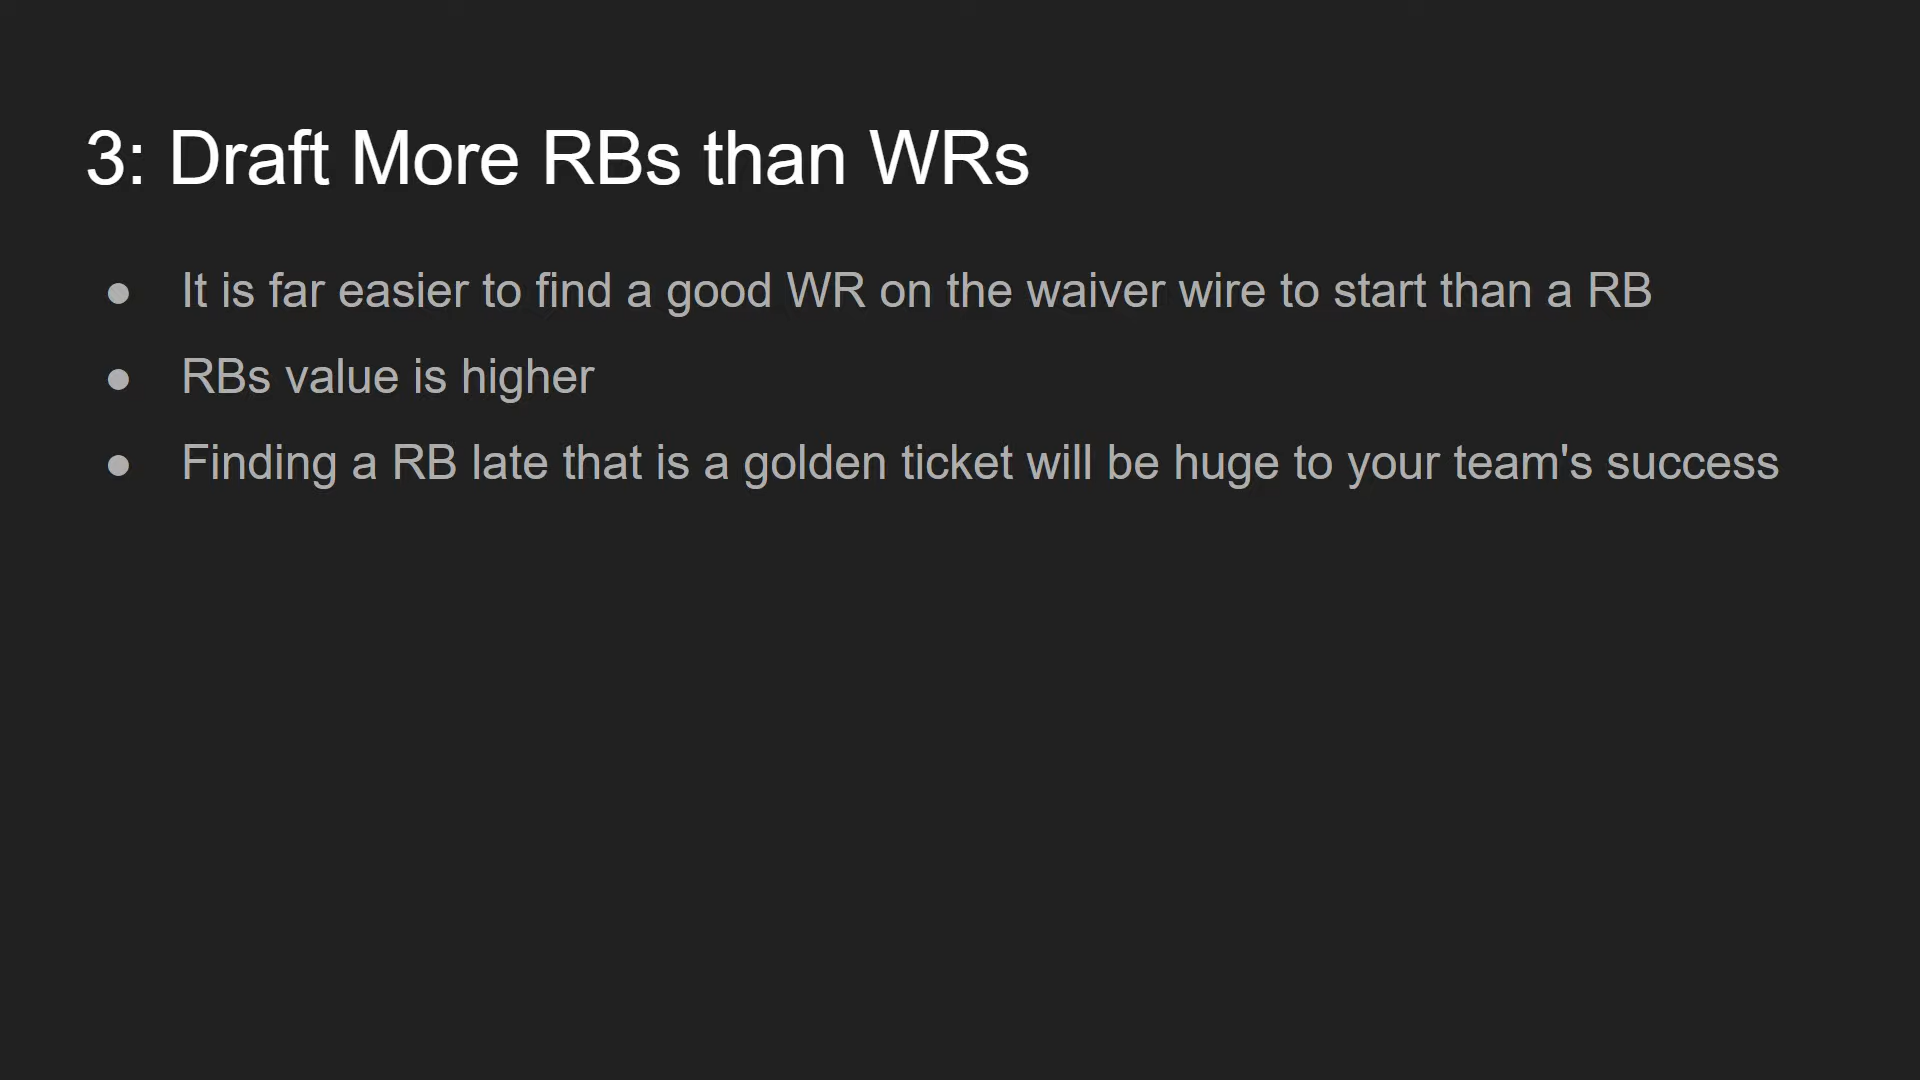 3: Draft More RBs than WRs
● It is far easier to find a good WR on the waiver wire to start than a RB
● RBs value is higher
● Finding a RB late that is a golden ticket will be huge to your team's success